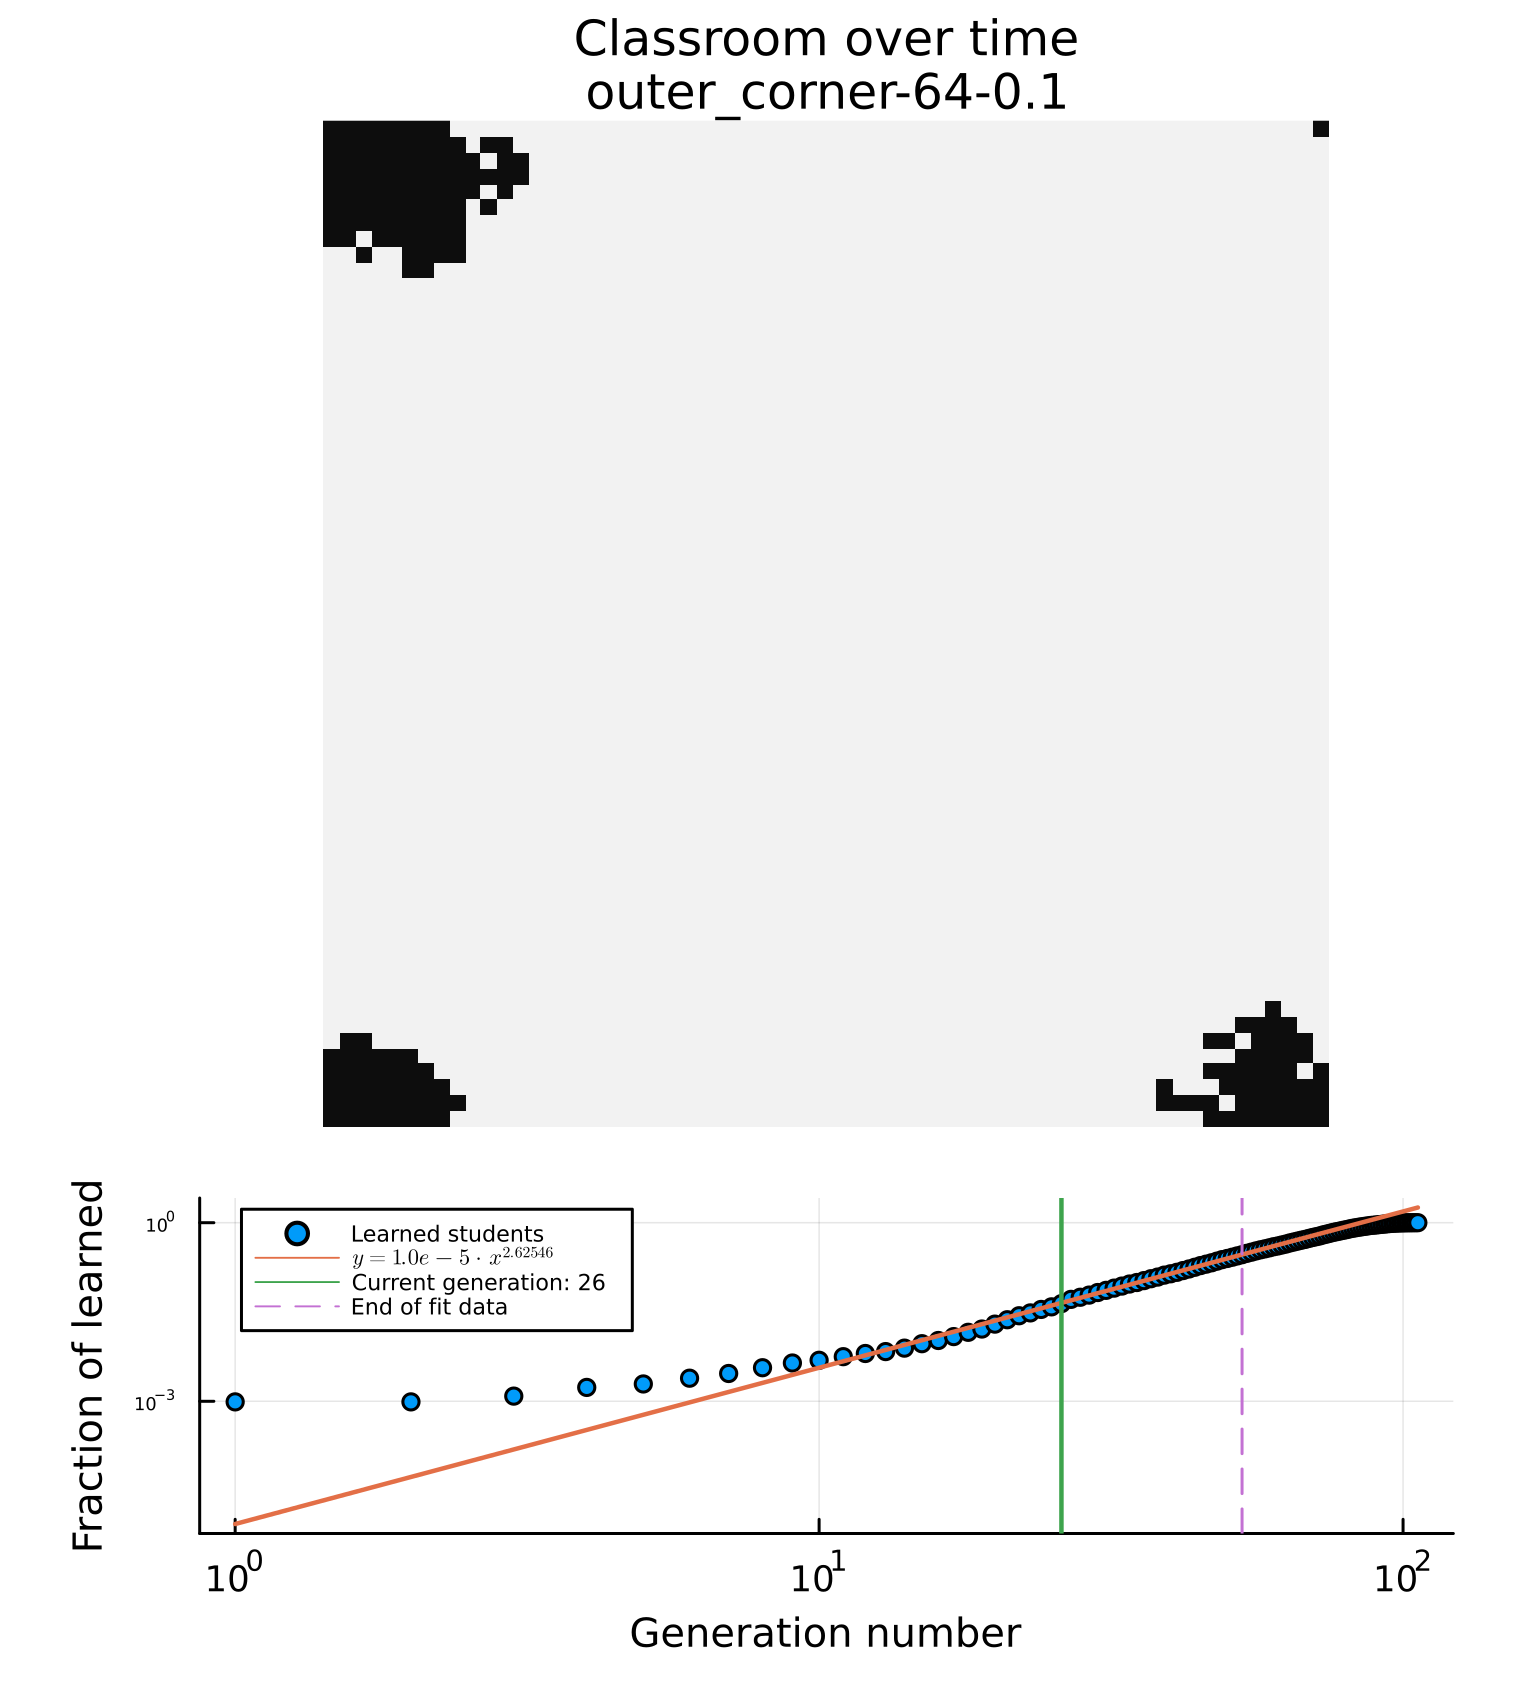 Classroom over time
outer_corner-64-0.1
Fraction of learned
10^0
10^−3
Learned students
y = 1.0e − 5 · x^2.62546
Current generation: 26
End of fit data
10^0 10^1 10^2
Generation number